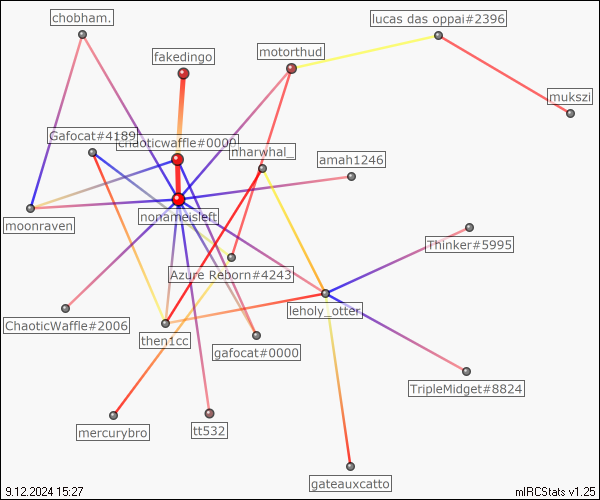 chobham.
lucas das oppai#2396
fakedingo
motorthud
mukszi
Gafocat#4189
chaoticwaffle#0000
nharwhal_
amah1246
nonameisleft
moonraven
Thinker#5995
Azure Reborn#4243
leholy_otter
ChaoticWaffle#2006
then1cc
gafocat#0000
TripleMidget#8824
mercurybro
tt532
gateauxcatto
9.12.2024 15:27
mIRCStats v1.25